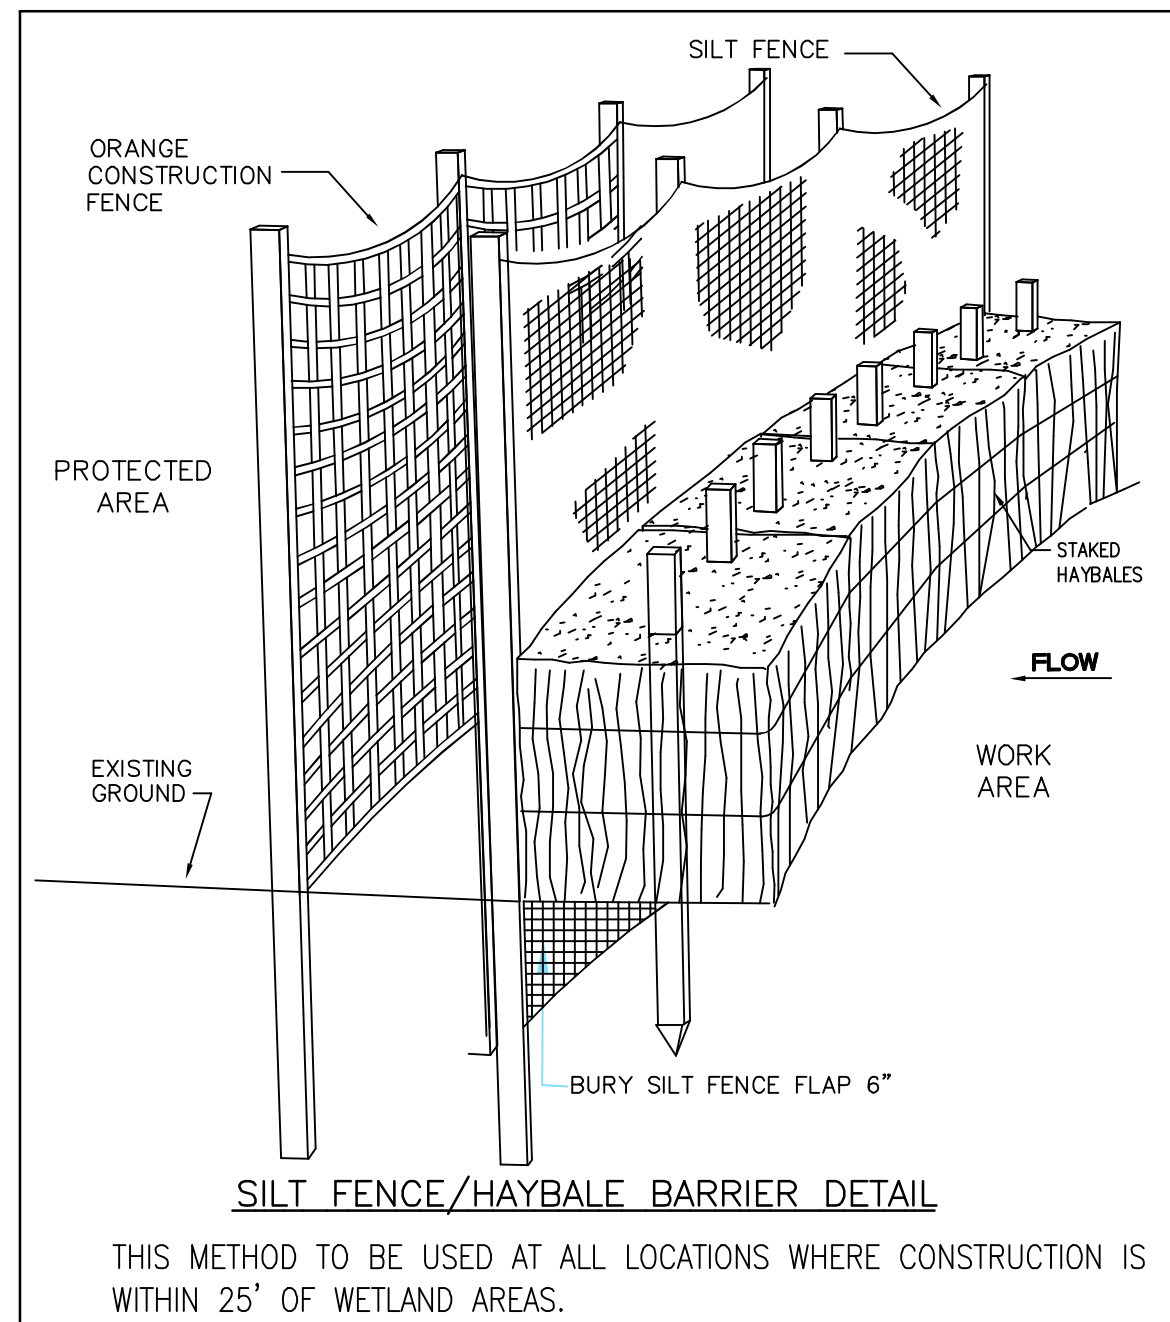 SILT FENCE
ORANGE
CONSTRUCTION
FENCE
PROTECTED
AREA
STAKED
HAYBALES
FLOW
WORK
AREA
EXISTING
GROUND
BURY SILT FENCE FLAP 6"
SILT FENCE/HAYBALE BARRIER DETAIL
THIS METHOD TO BE USED AT ALL LOCATIONS WHERE CONSTRUCTION IS
WITHIN 25' OF WETLAND AREAS.